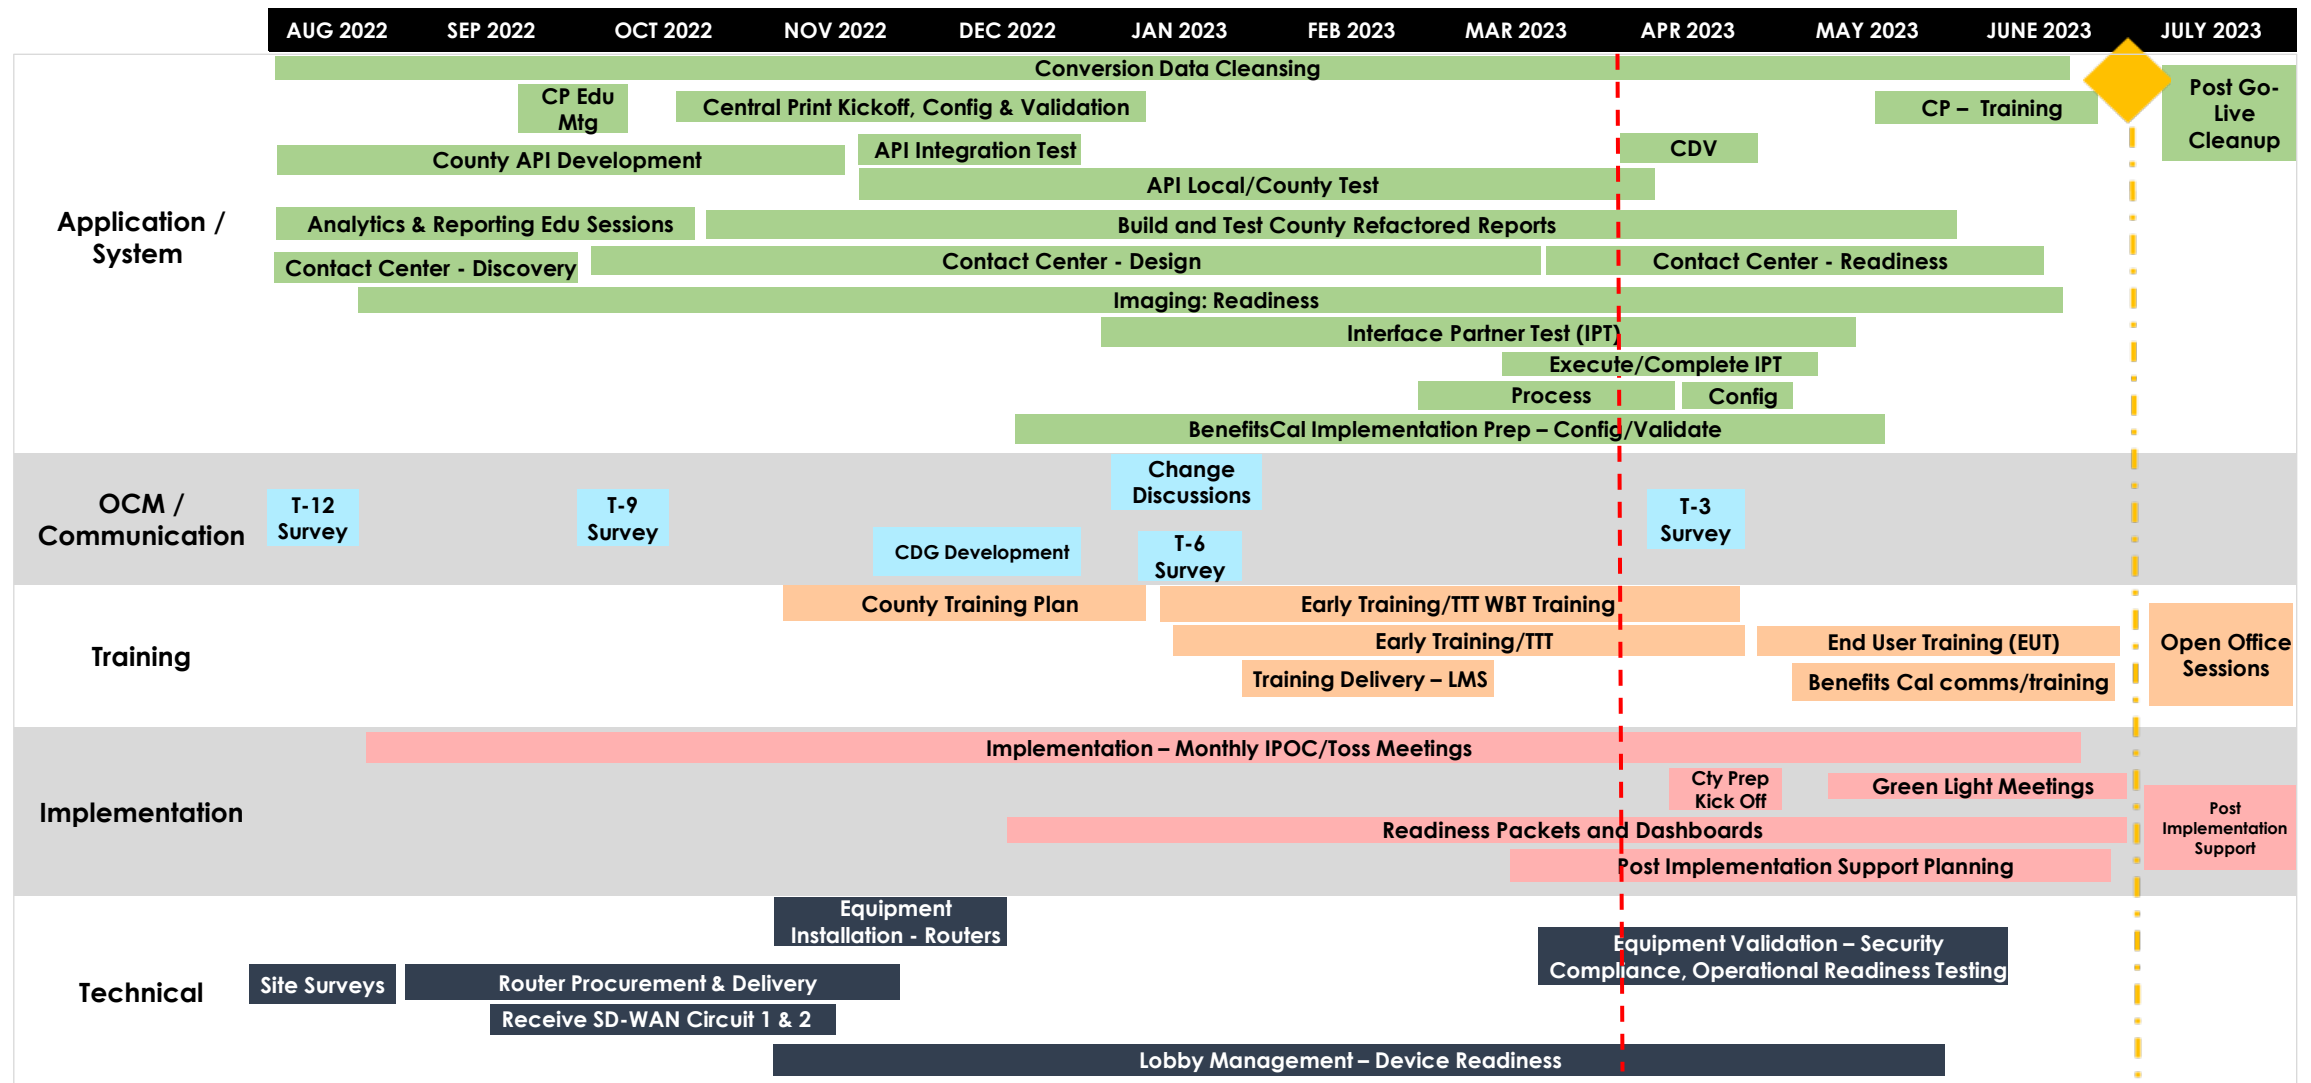 AUG 2022 SEP 2022 OCT 2022 NOV 2022 DEC 2022 JAN 2023 FEB 2023 MAR 2023 APR 2023 MAY 2023 JUNE 2023 JULY 2023
Application /
System
Conversion Data Cleansing
CP Edu
Mtg
Central Print Kickoff, Config & Validation
CP – Training
Post Go-
Live
Cleanup
County API Development
API Integration Test
CDV
API Local/County Test
Analytics & Reporting Edu Sessions
Build and Test County Refactored Reports
Contact Center - Discovery
Contact Center - Design
Contact Center - Readiness
Imaging: Readiness
Interface Partner Test (IPT)
Execute/Complete IPT
Process
Config
BenefitsCal Implementation Prep – Config/Validate
OCM /
Communication
T-12
Survey
T-9
Survey
CDG Development
Change
Discussions
T-6
Survey
T-3
Survey
Training
County Training Plan
Early Training/TTT WBT Training
Early Training/TTT
End User Training (EUT)
Training Delivery – LMS
Benefits Cal comms/training
Open Office
Sessions
Implementation
Implementation – Monthly IPOC/Toss Meetings
Cty Prep
Kick Off
Green Light Meetings
Readiness Packets and Dashboards
Post Implementation Support Planning
Post
Implementation
Support
Technical
Equipment
Installation - Routers
Equipment Validation – Security
Compliance, Operational Readiness Testing
Site Surveys
Router Procurement & Delivery
Receive SD-WAN Circuit 1 & 2
Lobby Management – Device Readiness